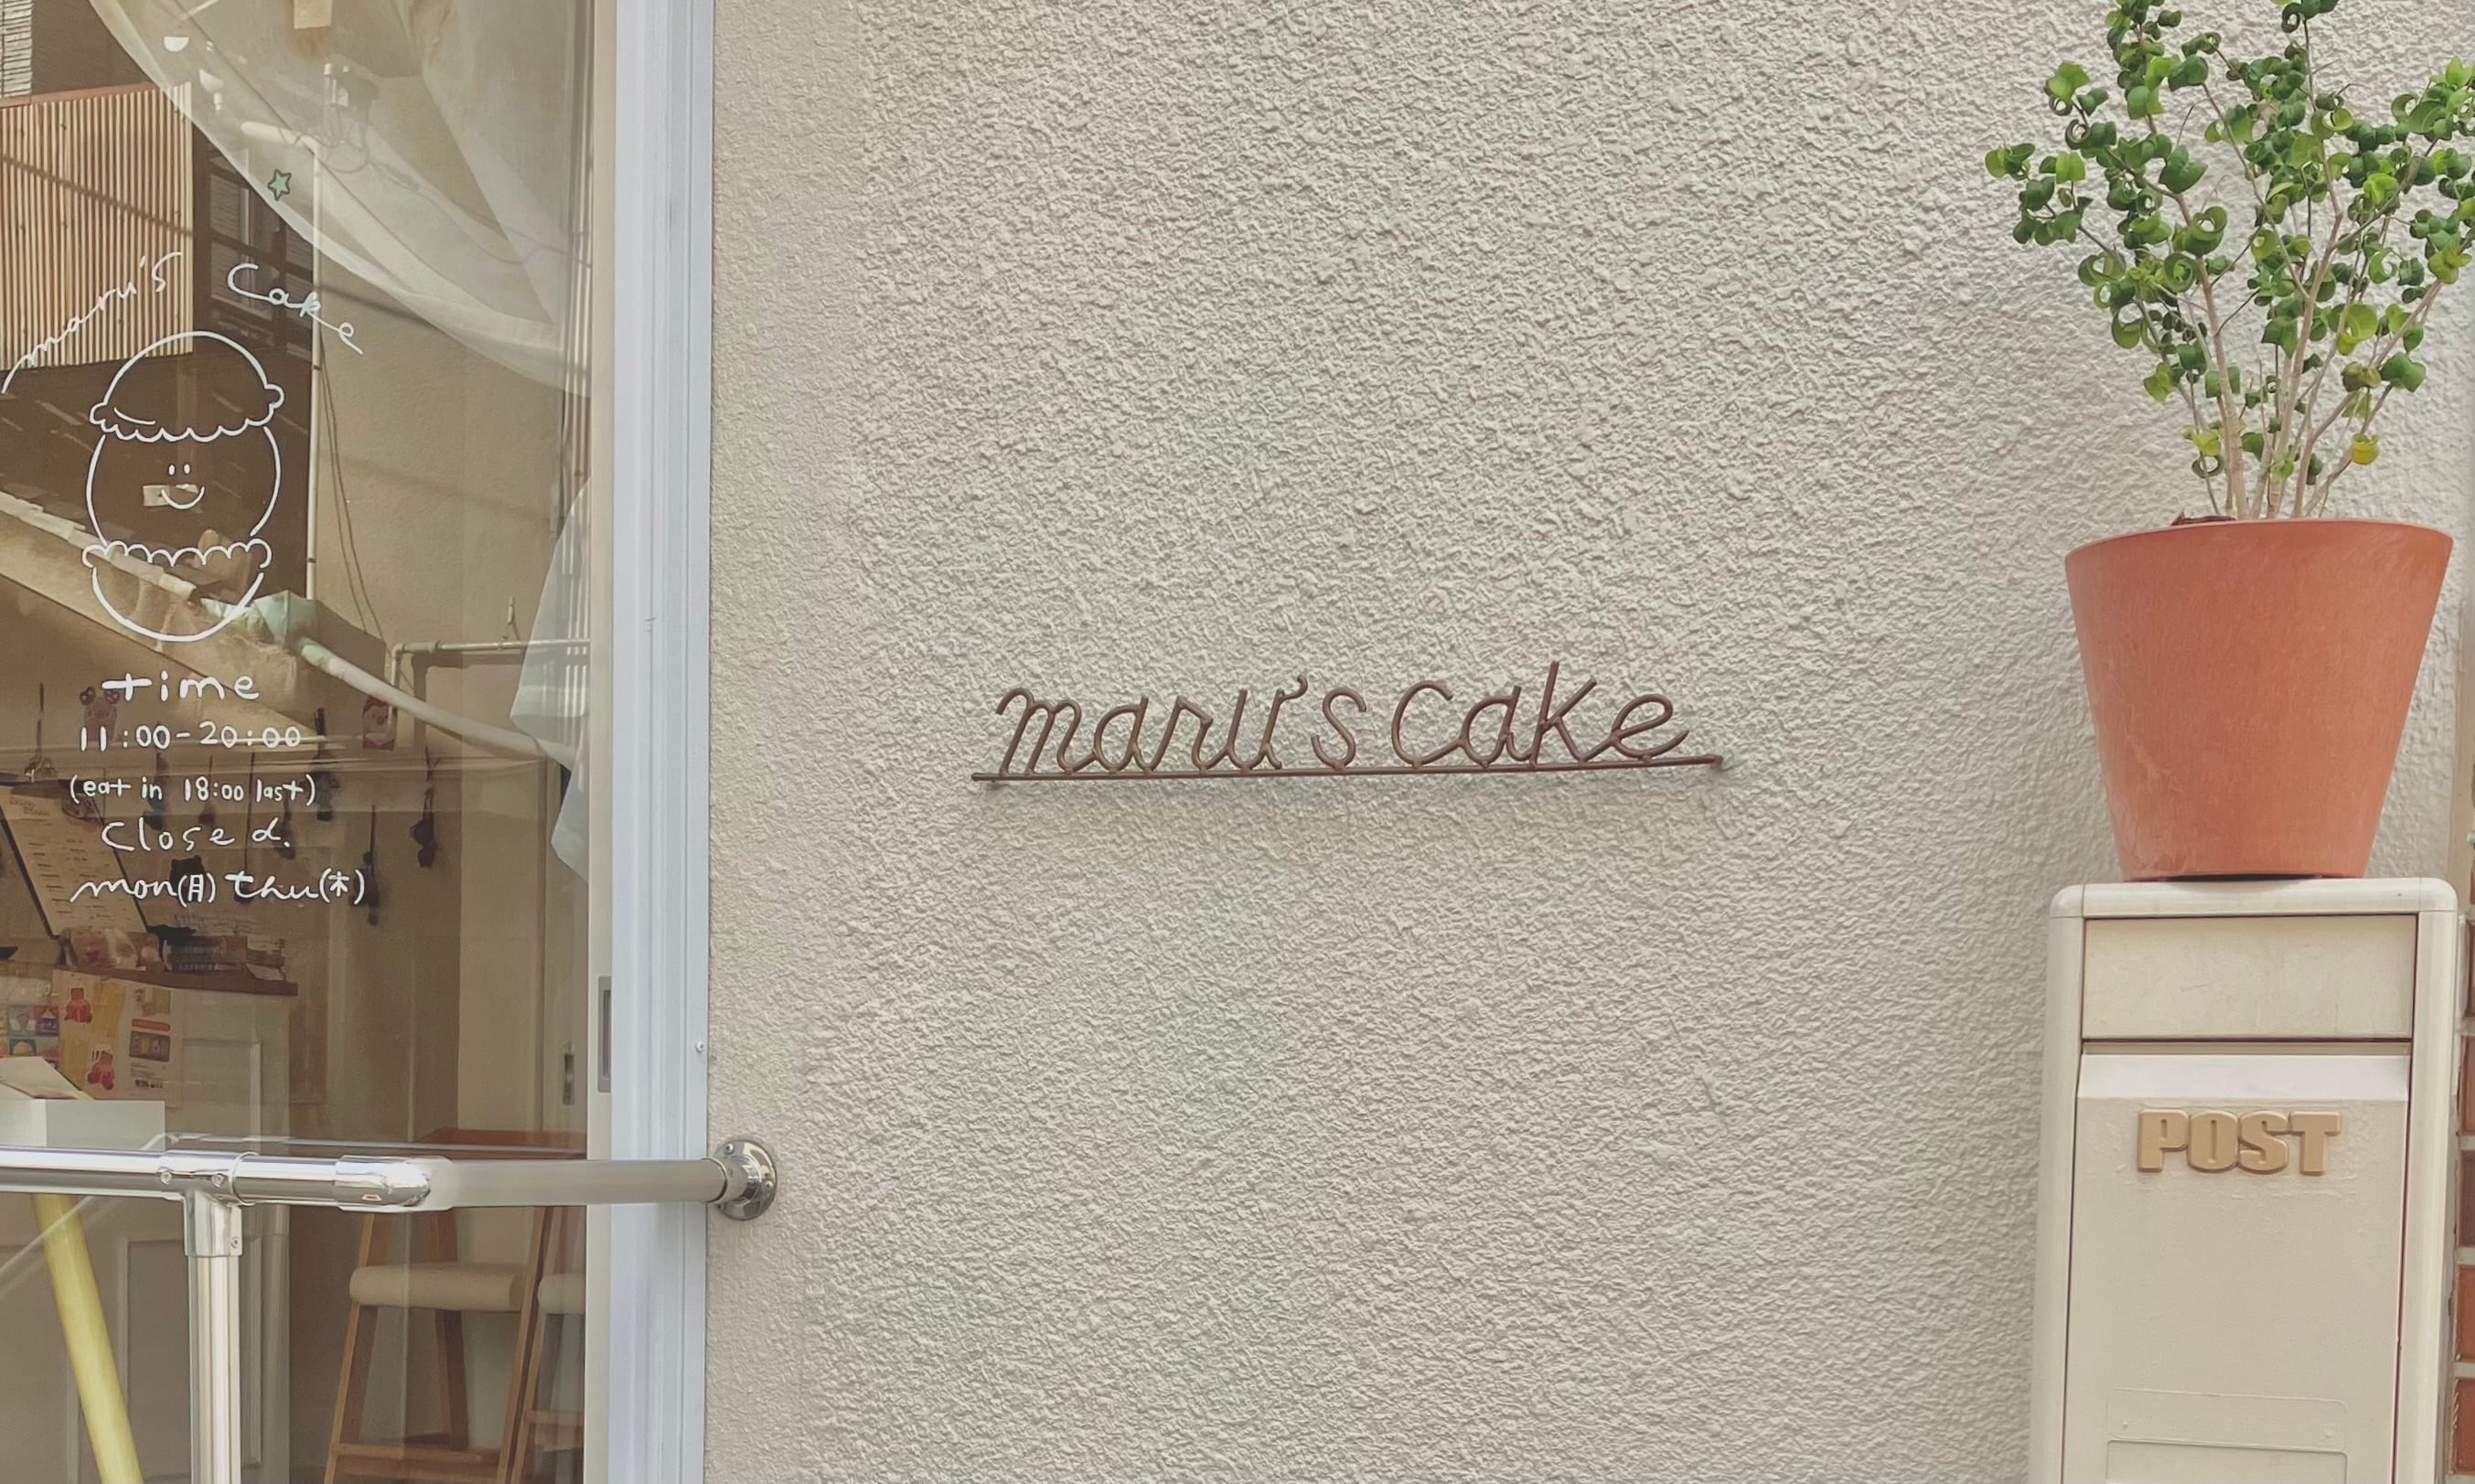 maru's Cake
time
11:00-20:00
(eat in 18:00 last)
Closed.
mon(月) thu(木)
maru's cake
POST